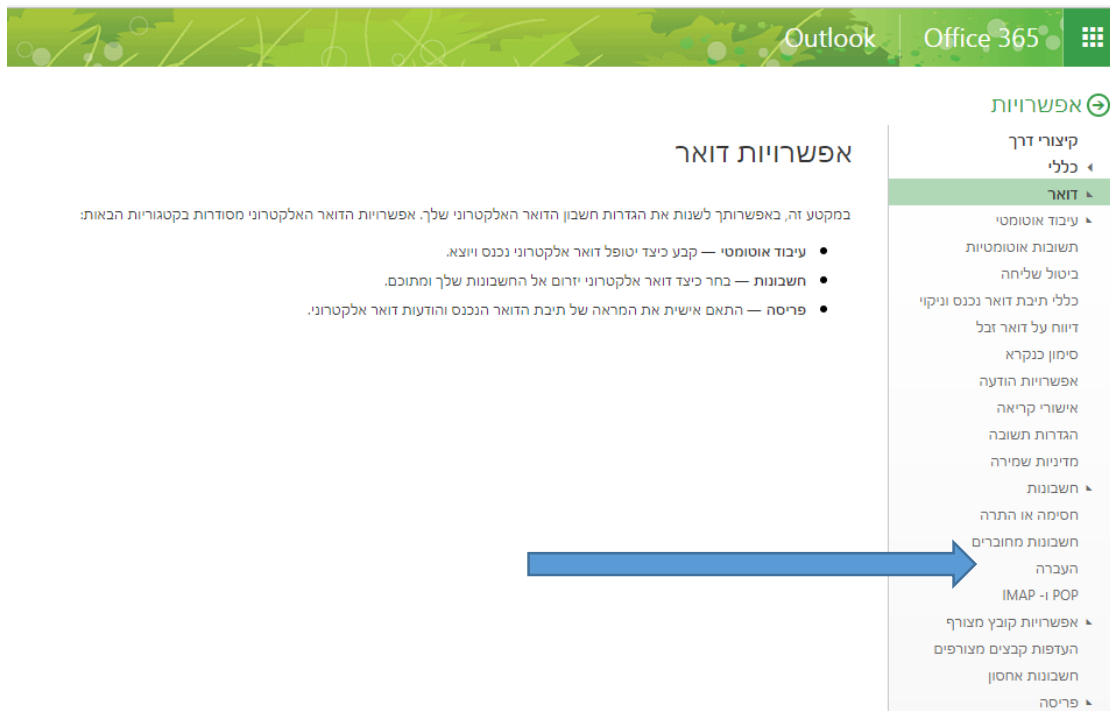 Office 365
Outlook
אפשרויות
קיצורי דרך
כללי
דואר
עיבוד אוטומטי
תשובות אוטומטיות
ביטול שליחה
כללי תיבת דואר נכנס וניקוי
דיווח על דואר זבל
סימון כנקרא
אפשרויות הודעה
אישורי קריאה
הגדרות תשובה
מדיניות שמירה
חשבונות
חסימה או התרה
חשבונות מחוברים
העברה
POP ו- IMAP
אפשרויות קובץ מצורף
העדפות קבצים מצורפים
חשבונות אחסון
פריסה
אפשרויות דואר
במקטע זה, באפשרותך לשנות את הגדרות חשבון הדואר האלקטרוני שלך. אפשרויות הדואר האלקטרוני מסודרות בקטגוריות הבאות:
● עיבוד אוטומטי — קבע כיצד יטופל דואר אלקטרוני נכנס ויוצא.
● חשבונות — בחר כיצד דואר אלקטרוני יזרום אל החשבונות שלך ומתוכם.
● פריסה — התאם אישית את המראה של תיבת הדואר הנכנס והודעות דואר אלקטרוני.